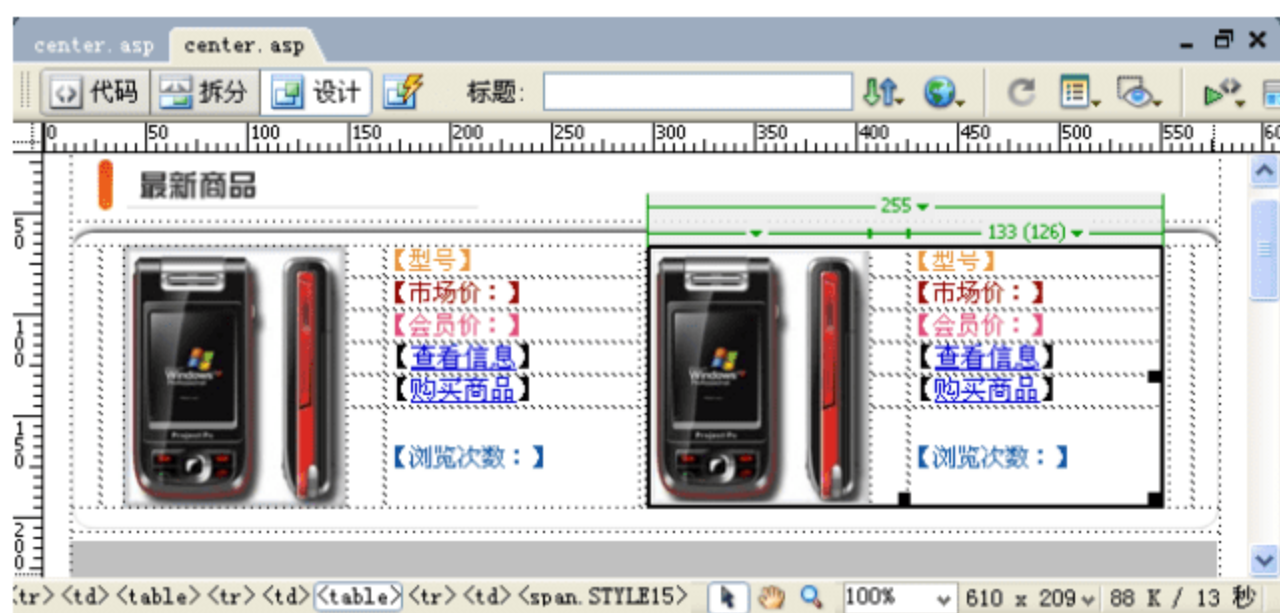 center.asp center.asp
代码 拆分 设计 标题:
0 50 100 150 200 250 300 350 400 450 500 550
最新商品
255
133 (126)
50
【型号】 【型号】
【市场价：】 【市场价：】
100
【会员价：】 【会员价：】
【查看信息】 【查看信息】
【购买商品】 【购买商品】
150
【浏览次数：】 【浏览次数：】
200
<tr> <td> <table> <tr> <td> <table> <tr> <td> <span.STYLE15> 100% 610 x 209 88 K / 13 秒